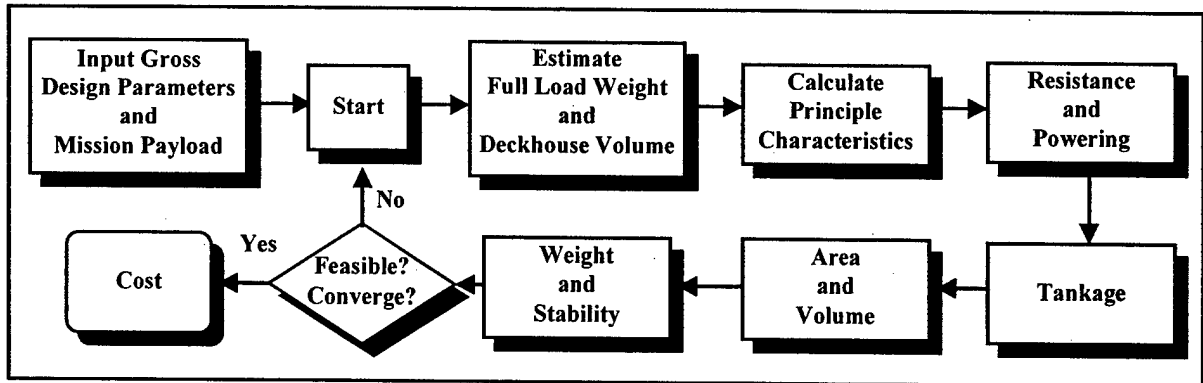 Input Gross
Design Parameters
and
Mission Payload
Start
Estimate
Full Load Weight
and
Deckhouse Volume
Calculate
Principle
Characteristics
Resistance
and
Powering
Tankage
Area
and
Volume
Weight
and
Stability
Feasible?
Converge?
No
Yes
Cost